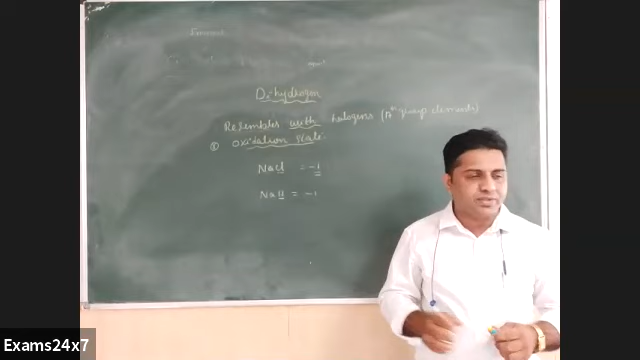 Di-hydrogen
Resembles with halogens (17th group elements)
① Oxidation state:
NaCl = -1
NaH = -1
Exams24x7